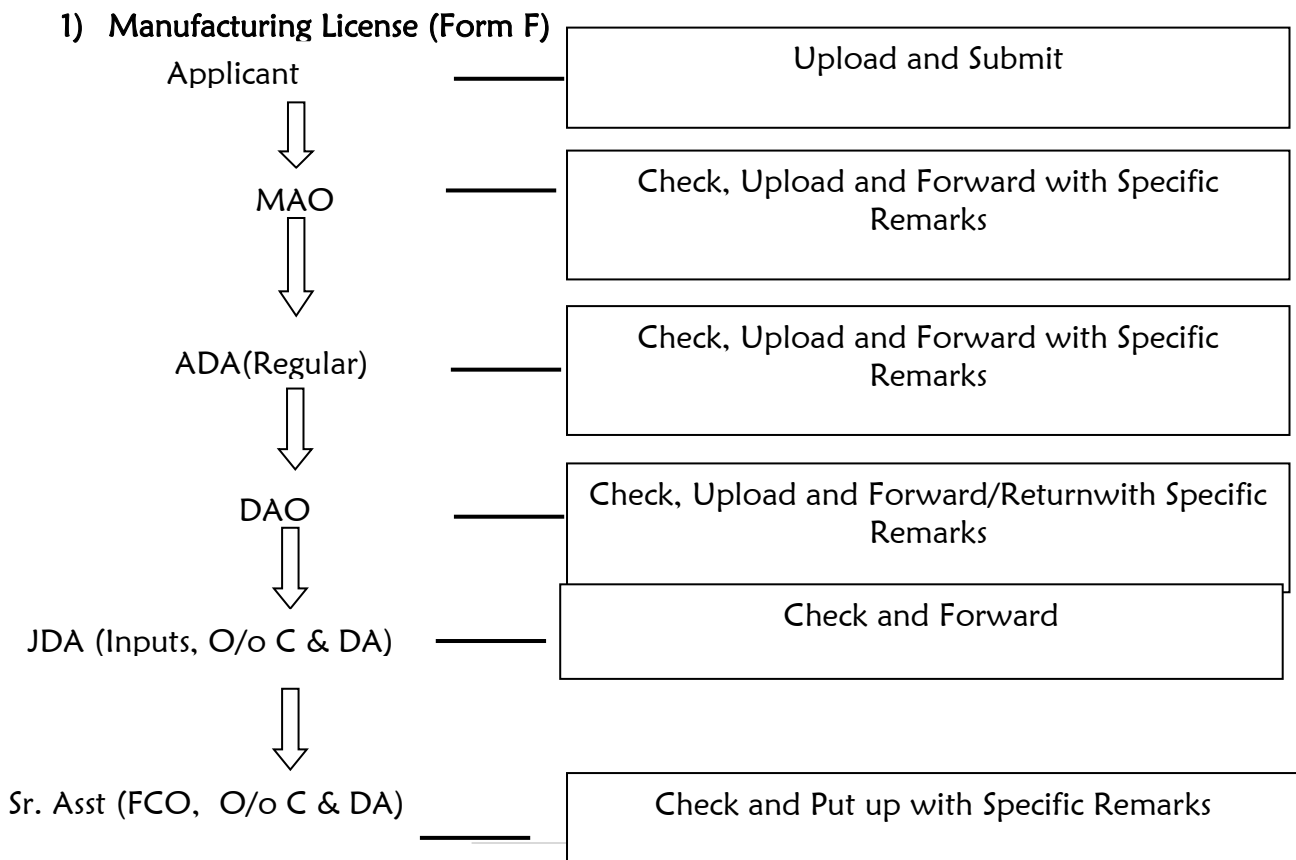 1) Manufacturing License (Form F)
Applicant
Upload and Submit
MAO
Check, Upload and Forward with Specific
Remarks
ADA(Regular)
Check, Upload and Forward with Specific
Remarks
DAO
Check, Upload and Forward/Returnwith Specific
Remarks
JDA (Inputs, O/o C & DA)
Check and Forward
Sr. Asst (FCO, O/o C & DA)
Check and Put up with Specific Remarks